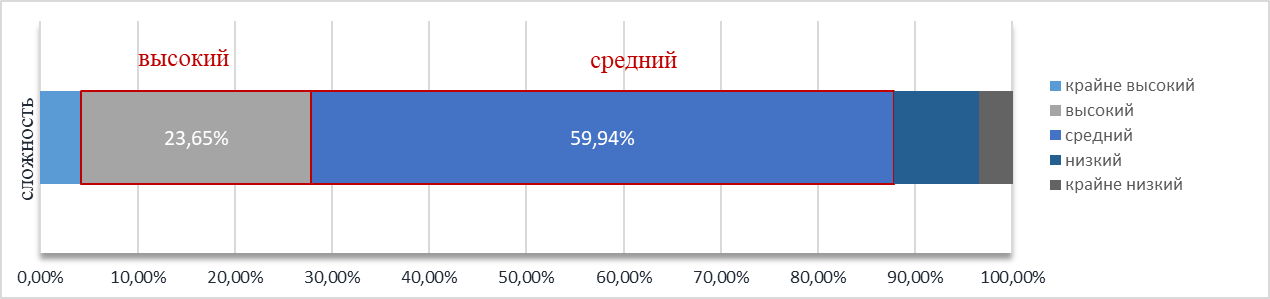 высокий
средний
сложность
23,65%
59,94%
крайне высокий
высокий
средний
низкий
крайне низкий
0,00% 10,00% 20,00% 30,00% 40,00% 50,00% 60,00% 70,00% 80,00% 90,00% 100,00%